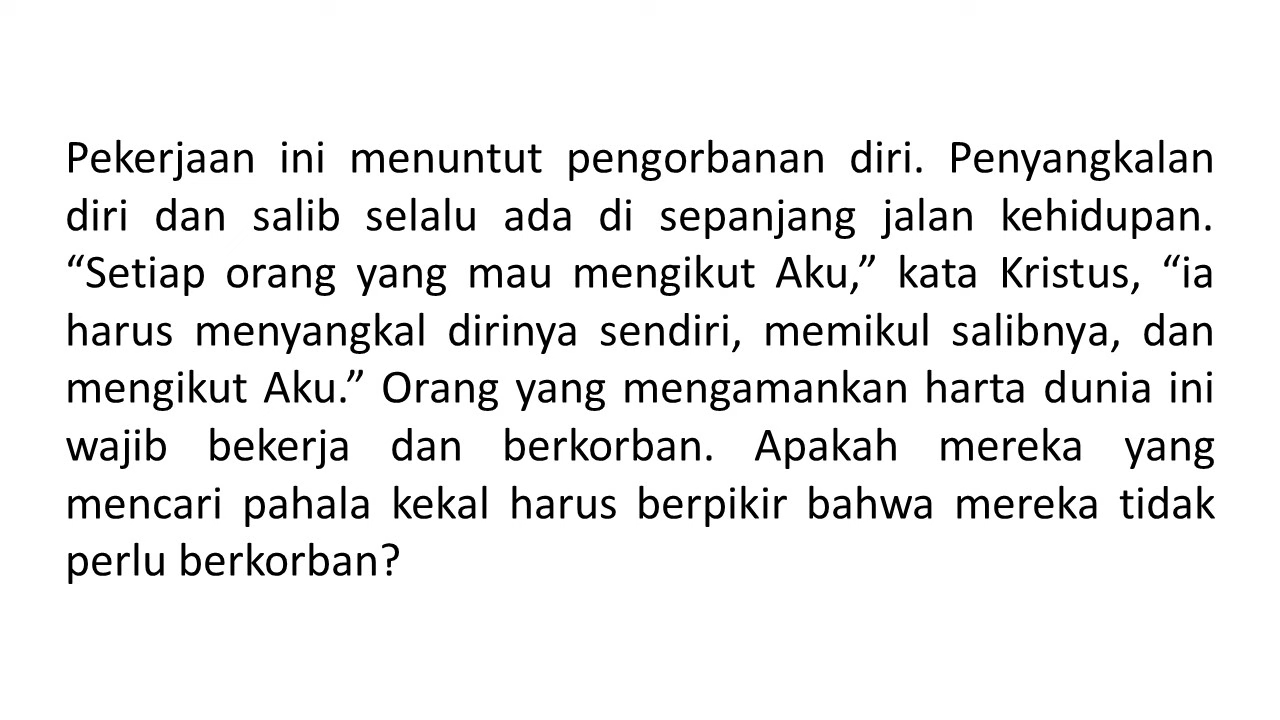 Pekerjaan ini menuntut pengorbanan diri. Penyangkalan
diri dan salib selalu ada di sepanjang jalan kehidupan.
“Setiap orang yang mau mengikut Aku,” kata Kristus, “ia
harus menyangkal dirinya sendiri, memikul salibnya, dan
mengikut Aku.” Orang yang mengamankan harta dunia ini
wajib bekerja dan berkorban. Apakah mereka yang
mencari pahala kekal harus berpikir bahwa mereka tidak
perlu berkorban?